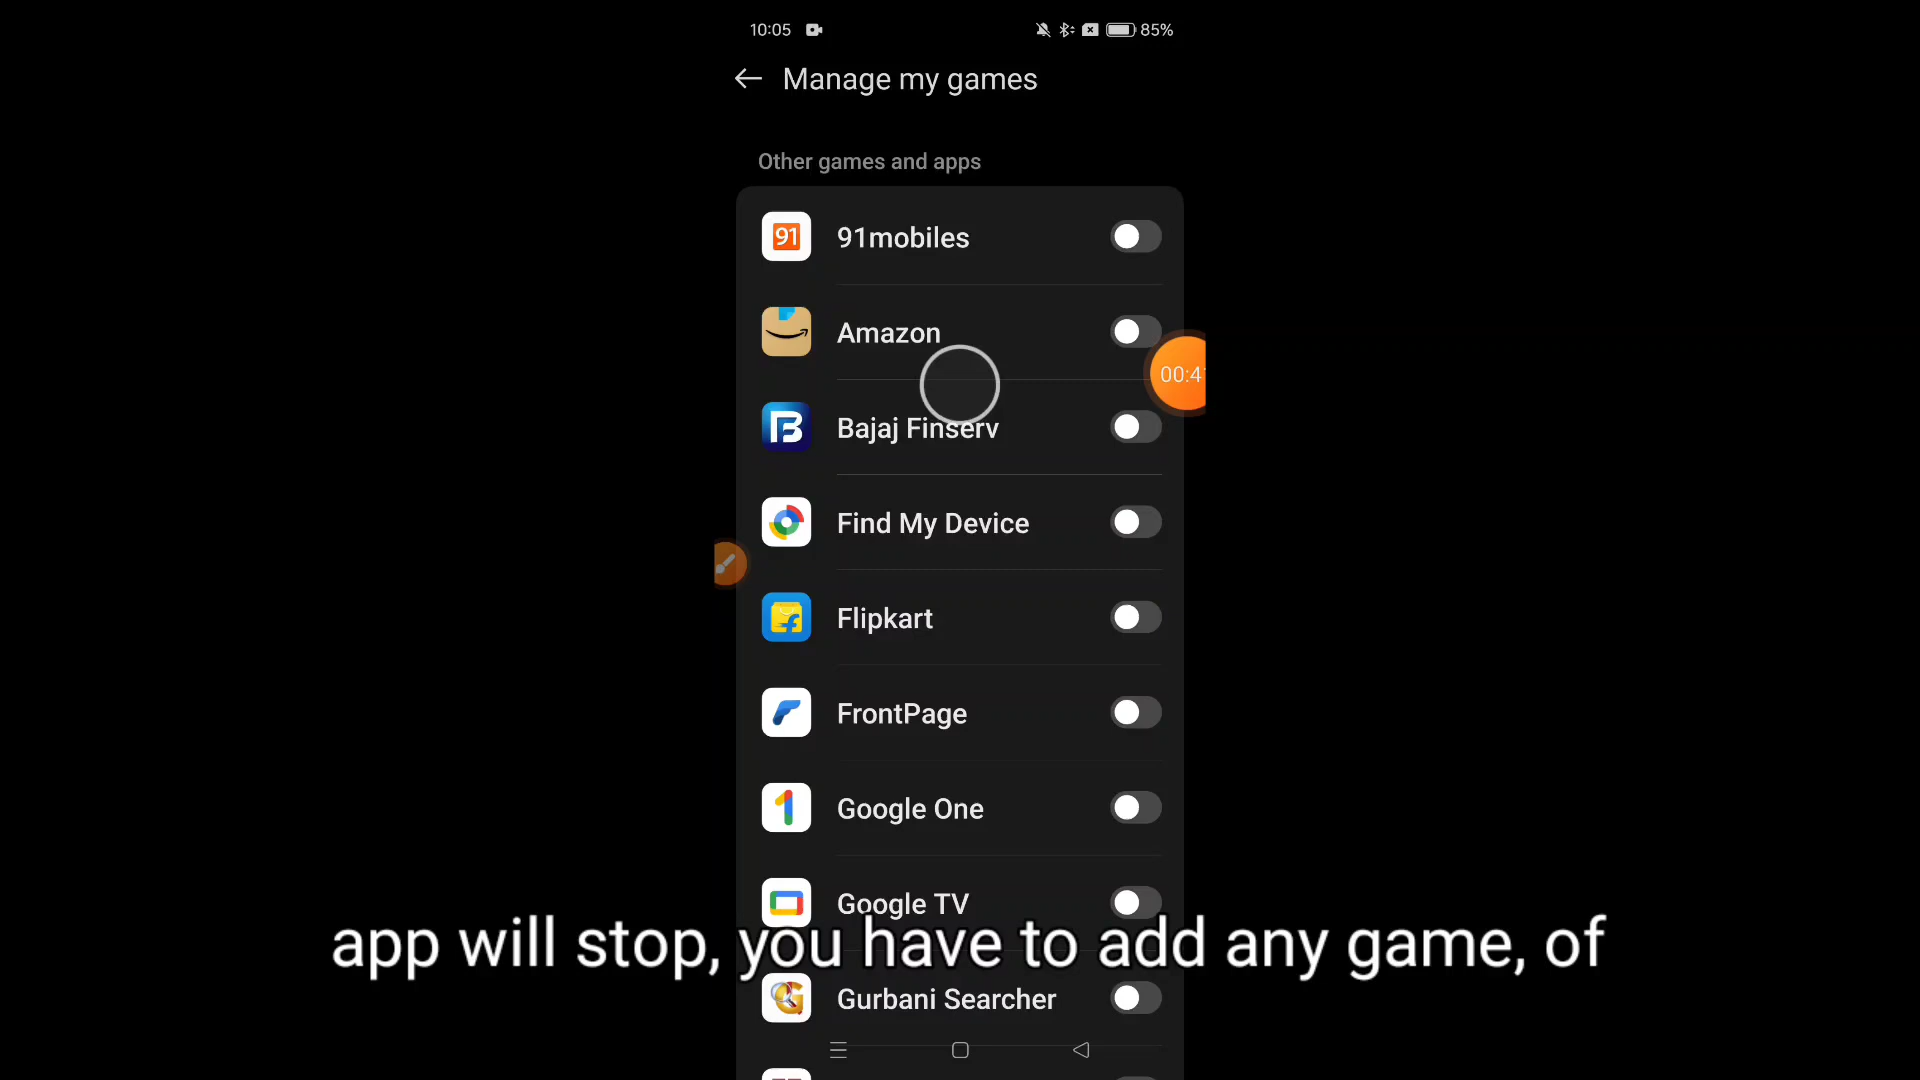 10:05
85%
Manage my games
Other games and apps
91
91mobiles
Amazon
00:4
Bajaj Finserv
Find My Device
Flipkart
FrontPage
Google One
Google TV
app will stop, you have to add any game, of
Gurbani Searcher